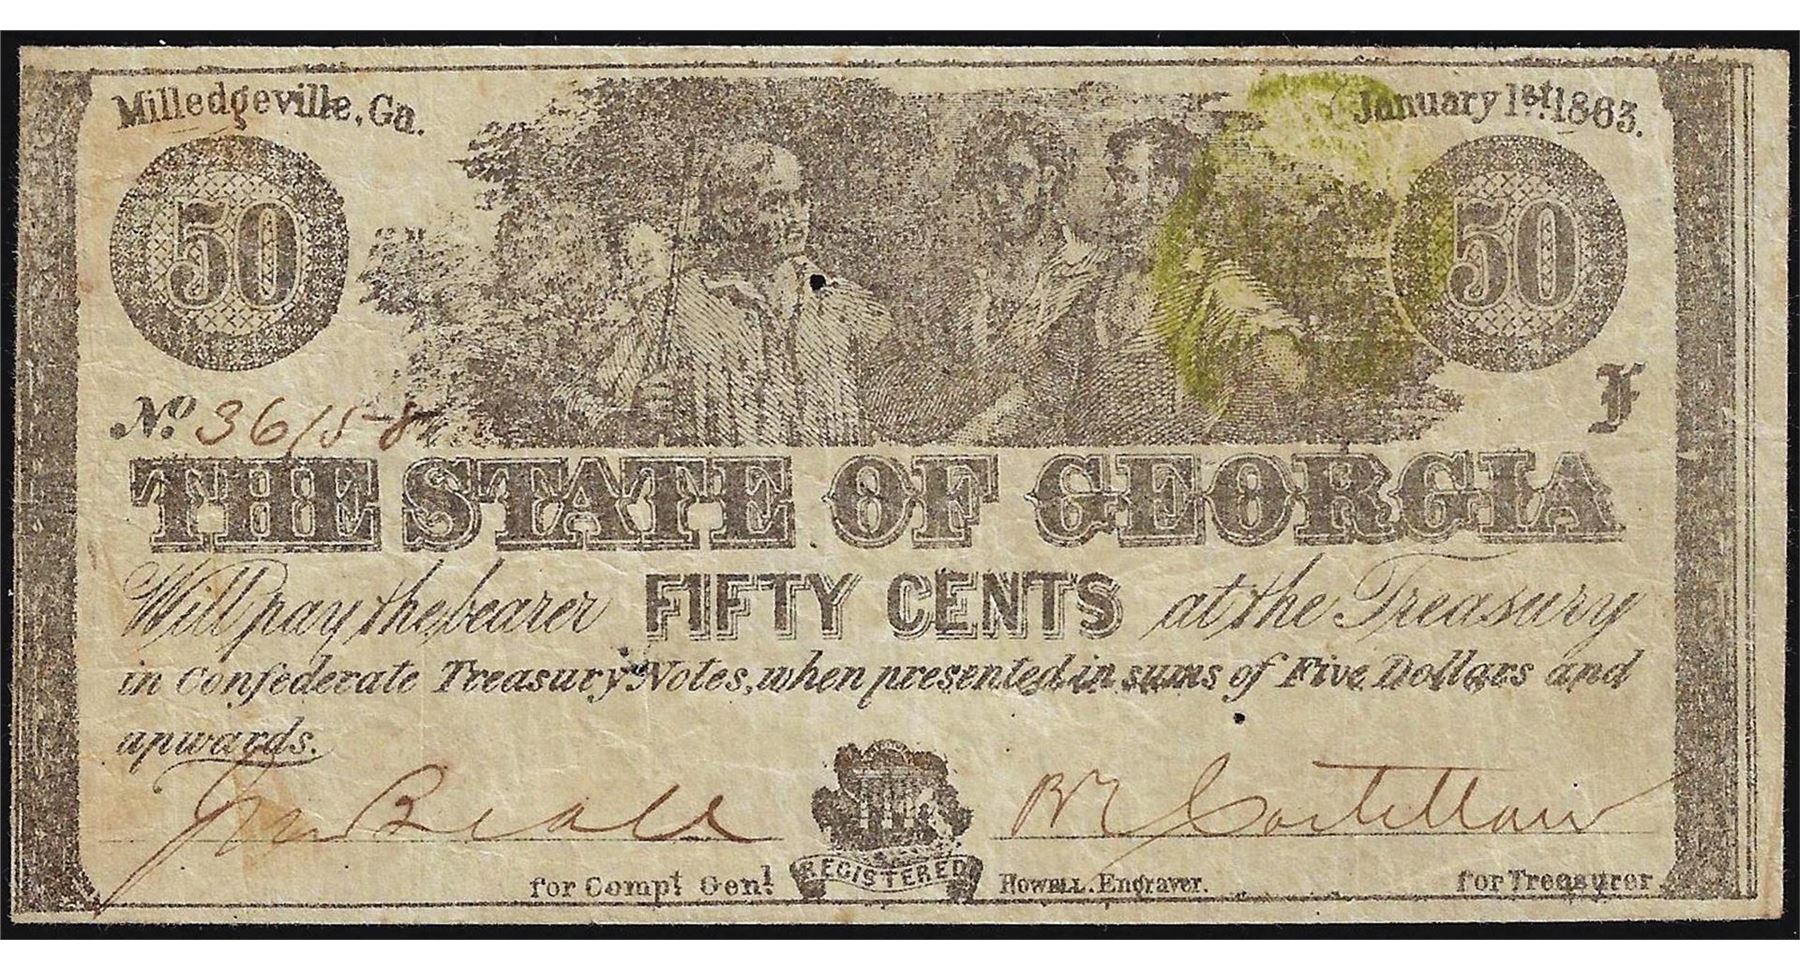 Milledgeville, Ga.
January 1st. 1863.
50
50
No. 36158
F
THE STATE OF GEORGIA
Will pay the bearer FIFTY CENTS at the Treasury
in Confederate Treasury Notes, when presented in sums of Five Dollars and
upwards.
REGISTERED
for Compt Genl
HOWELL. Engraver.
for Treasurer